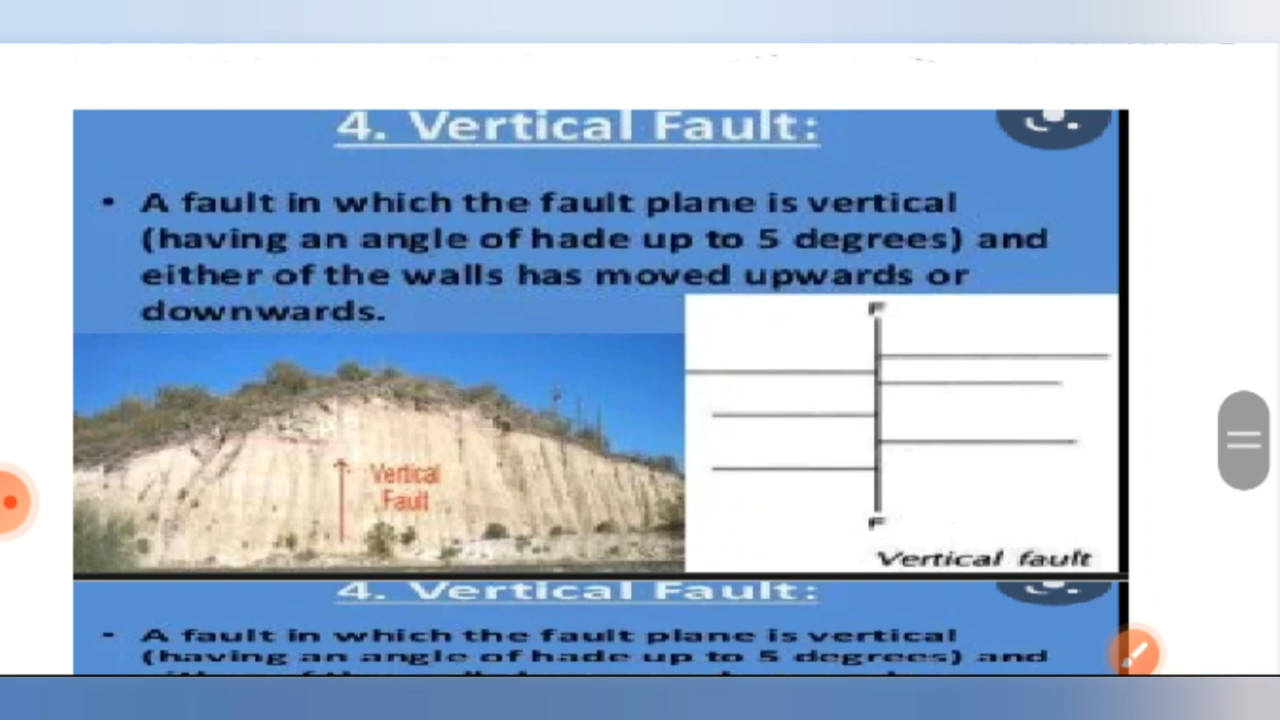 4. Vertical Fault:
• A fault in which the fault plane is vertical
(having an angle of hade up to 5 degrees) and
either of the walls has moved upwards or
downwards.
F
Vertical
Fault
F
Vertical fault
4. Vertical Fault:
- A fault in which the fault plane is vertical
(having an angle of hade up to 5 degrees) and